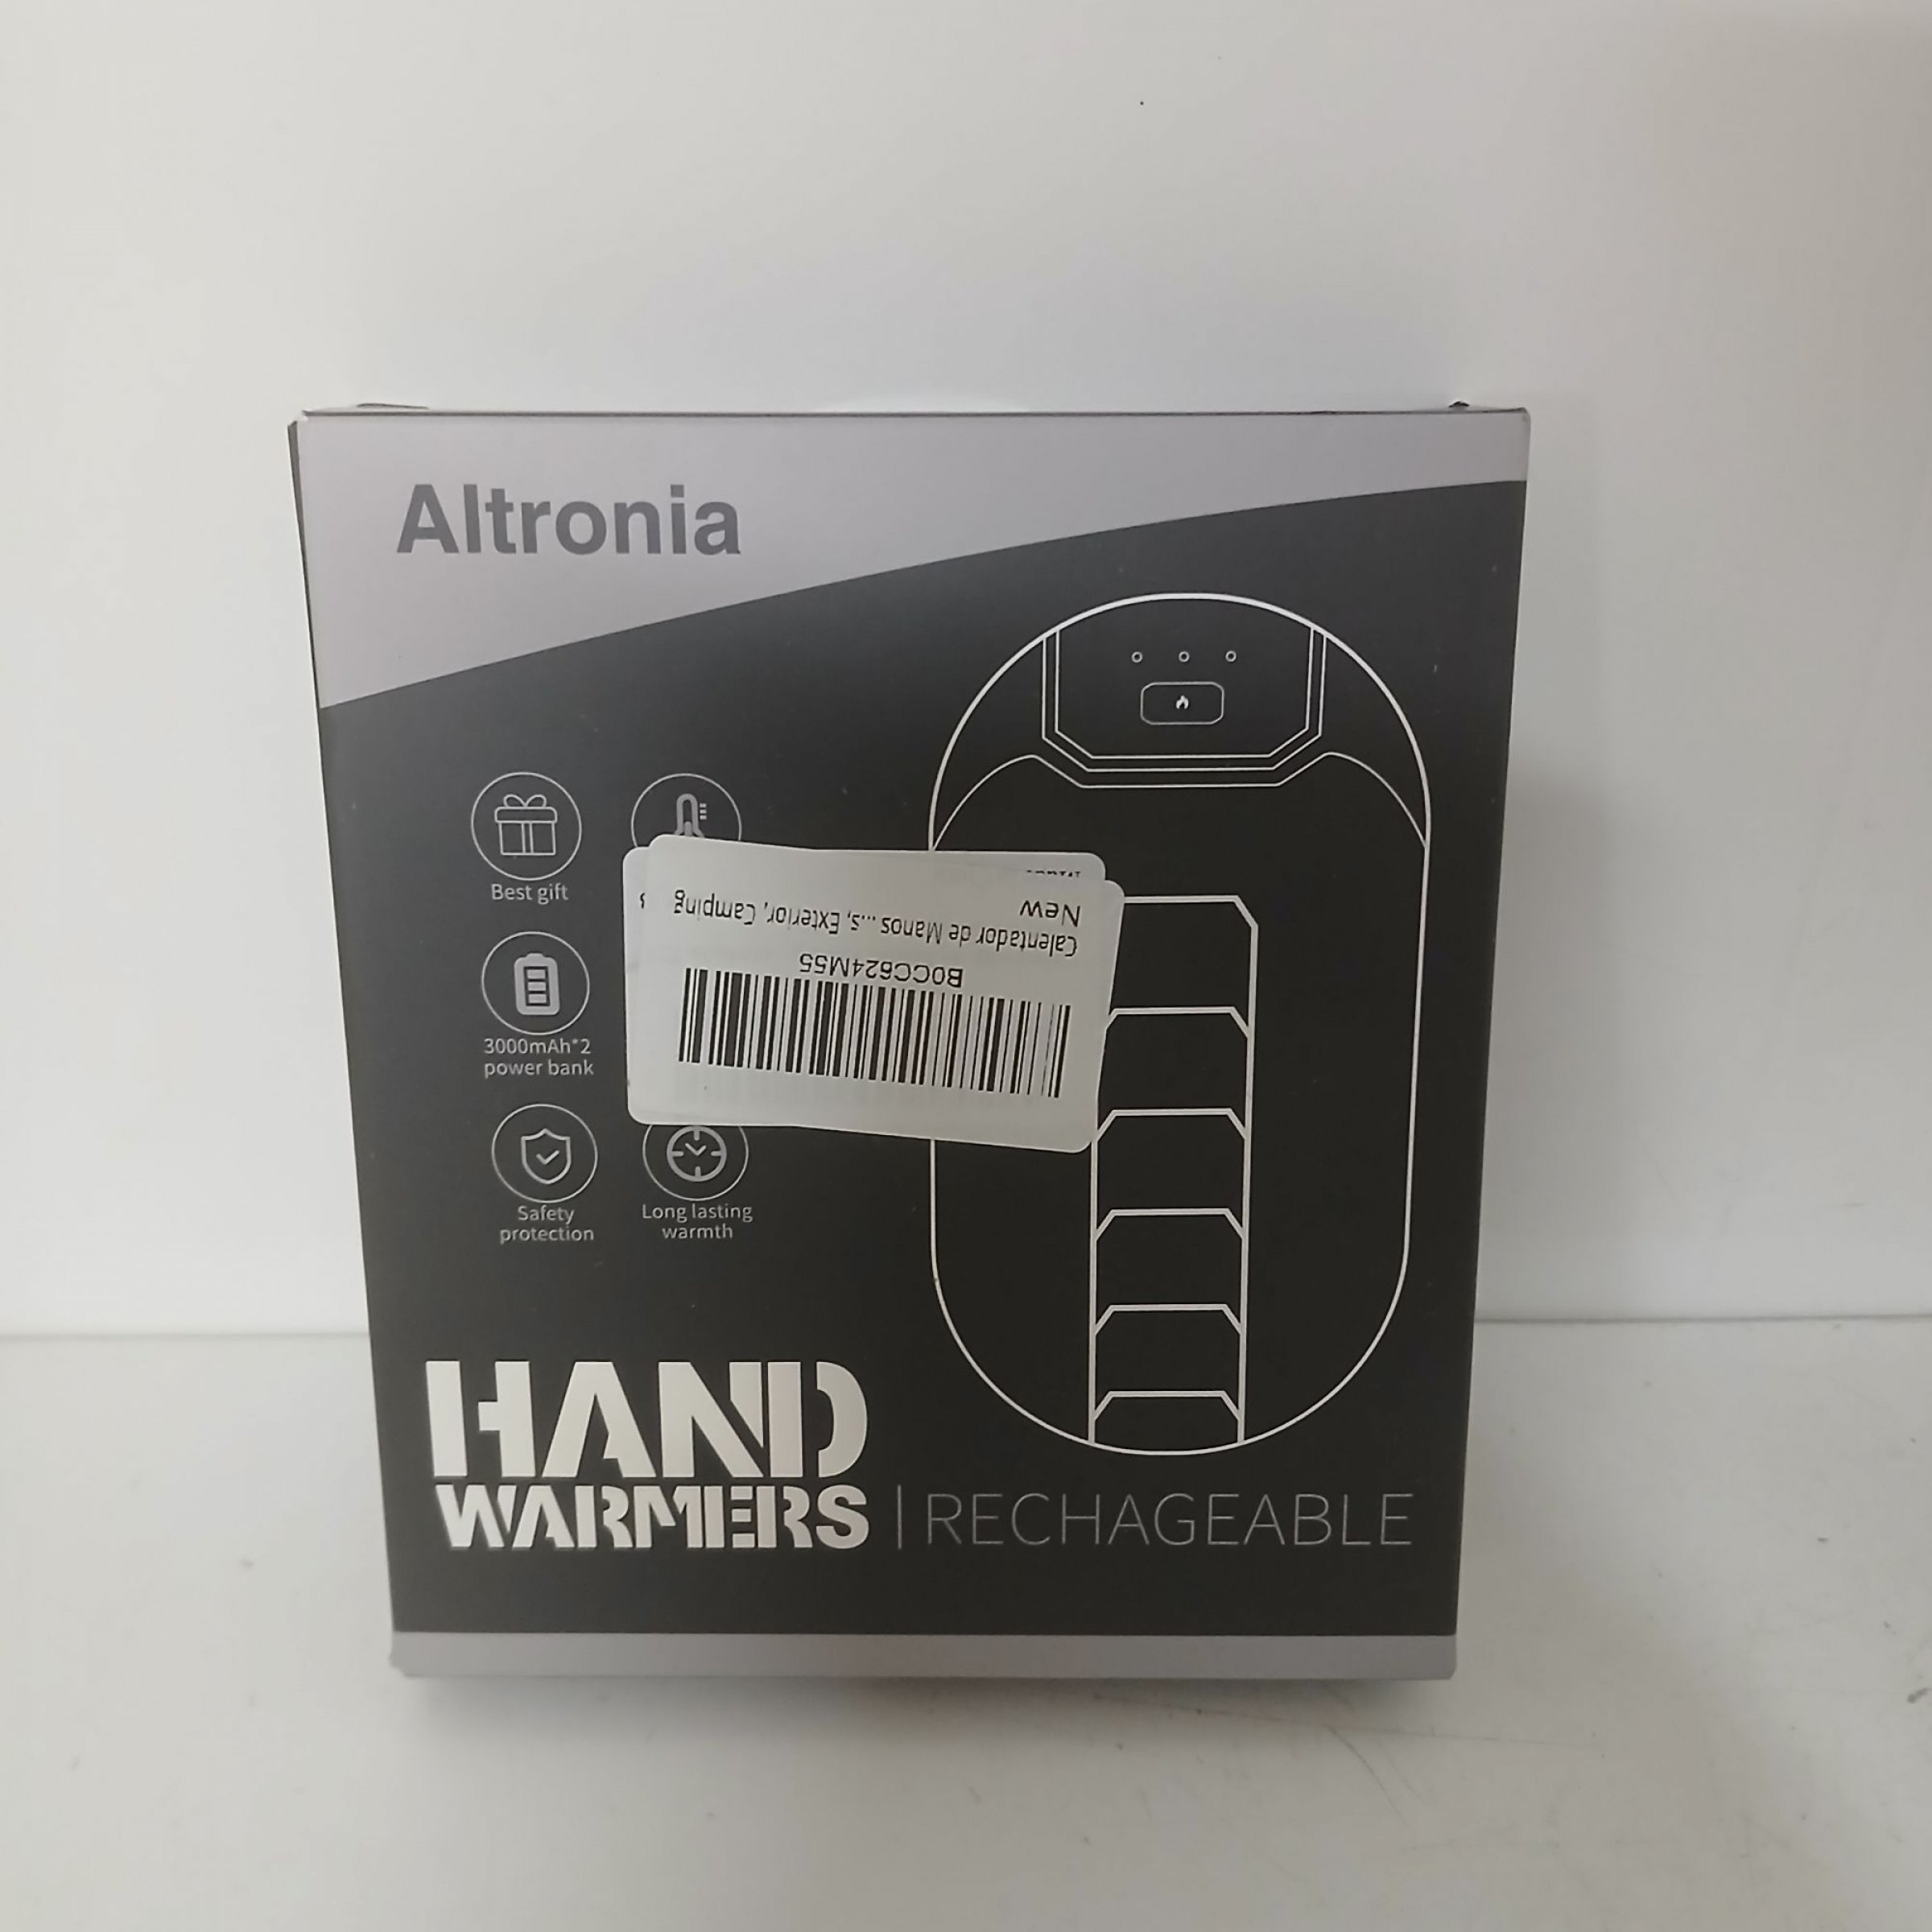 Altronia
Best gift
3000mAh*2
power bank
Safety
protection
Long lasting
warmth
B0CC624M55
Calentador de Manos ...s, Exterior, Camping
New
HAND
WARMERS | RECHAGEABLE